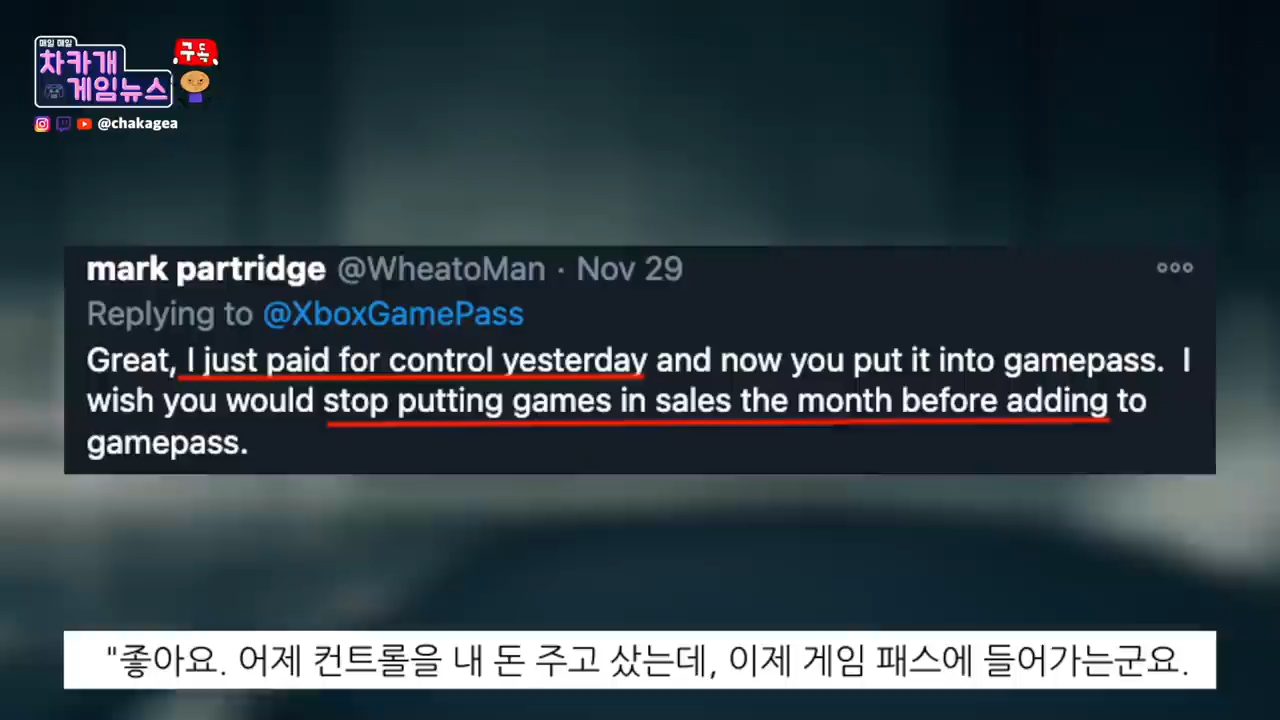 매일 매일
차카개
게임뉴스
구독
@chakagea
mark partridge @WheatoMan · Nov 29
Replying to @XboxGamePass
Great, I just paid for control yesterday and now you put it into gamepass. I
wish you would stop putting games in sales the month before adding to
gamepass.
"좋아요. 어제 컨트롤을 내 돈 주고 샀는데, 이제 게임 패스에 들어가는군요.